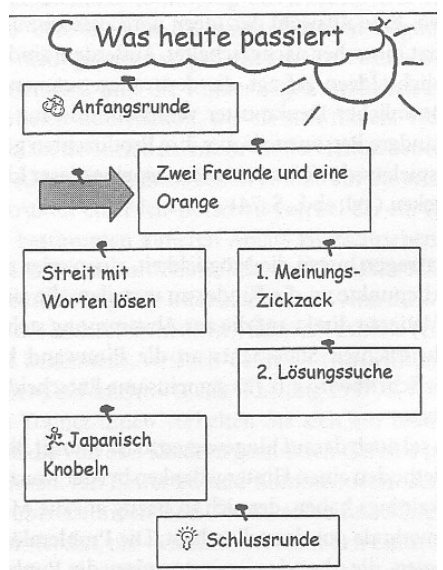 Was heute passiert
Anfangsrunde
Zwei Freunde und eine
Orange
Streit mit
Worten lösen
1. Meinungs-
Zickzack
2. Lösungssuche
Japanisch
Knobeln
Schlussrunde